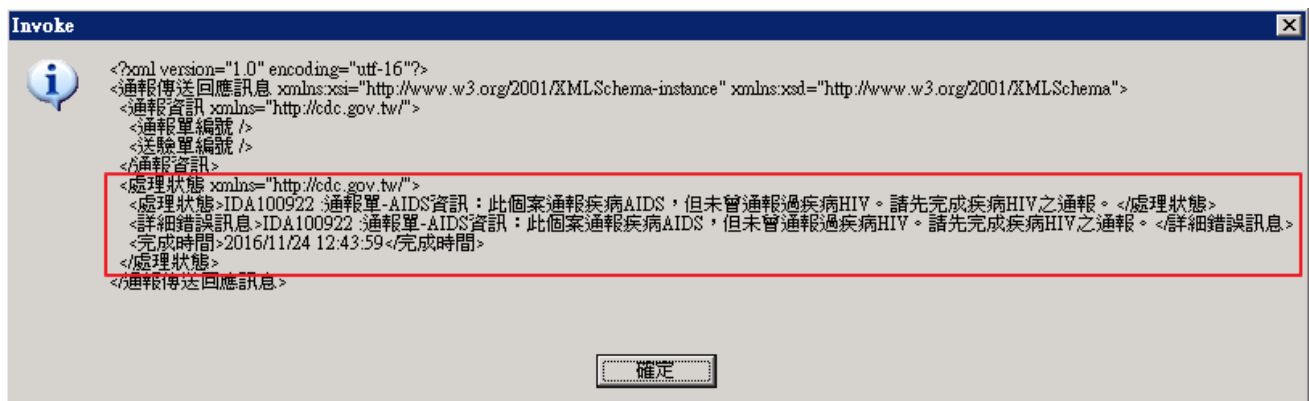 Invoke
<?xml version="1.0" encoding="utf-16"?>
<通報傳送回應訊息 xmlns:xsi="http://www.w3.org/2001/XMLSchema-instance" xmlns:xsd="http://www.w3.org/2001/XMLSchema">
<通報資訊 xmlns="http://cdc.gov.tw/">
<通報單編號 />
<送驗單編號 />
</通報資訊>
<處理狀態 xmlns="http://cdc.gov.tw/">
<處理狀態>IDA100922 :通報單-AIDS資訊：此個案通報疾病AIDS，但未曾通報過疾病HIV。請先完成疾病HIV之通報。</處理狀態>
<詳細錯誤訊息>IDA100922 :通報單-AIDS資訊：此個案通報疾病AIDS，但未曾通報過疾病HIV。請先完成疾病HIV之通報。</詳細錯誤訊息>
<完成時間>2016/11/24 12:43:59</完成時間>
</處理狀態>
</通報傳送回應訊息>
確定